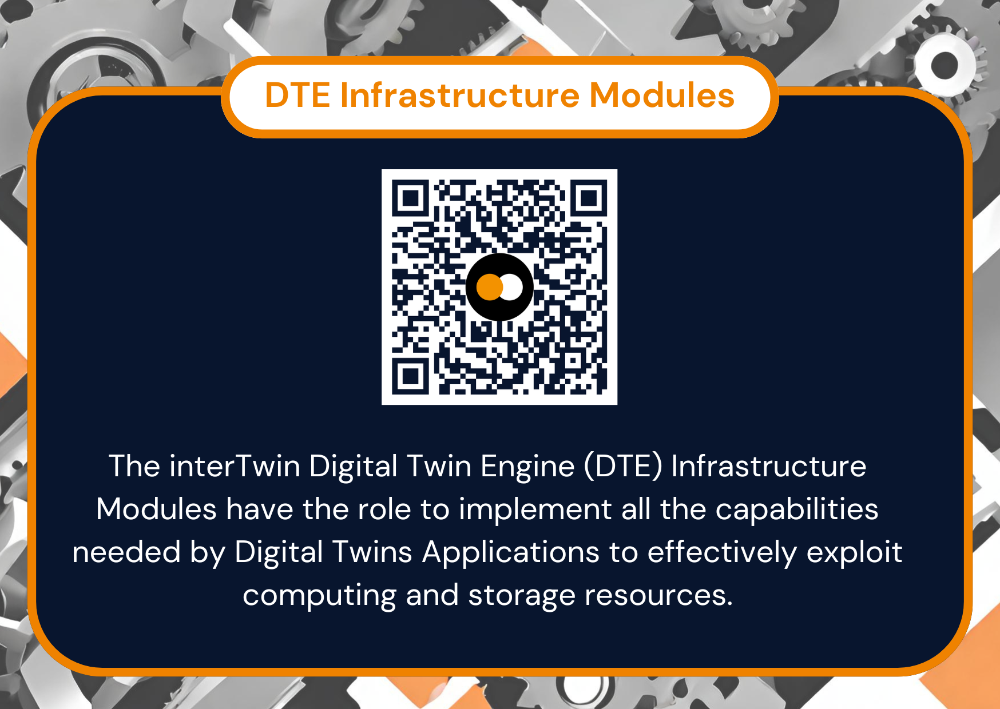 DTE Infrastructure Modules
The interTwin Digital Twin Engine (DTE) Infrastructure
Modules have the role to implement all the capabilities
needed by Digital Twins Applications to effectively exploit
computing and storage resources.